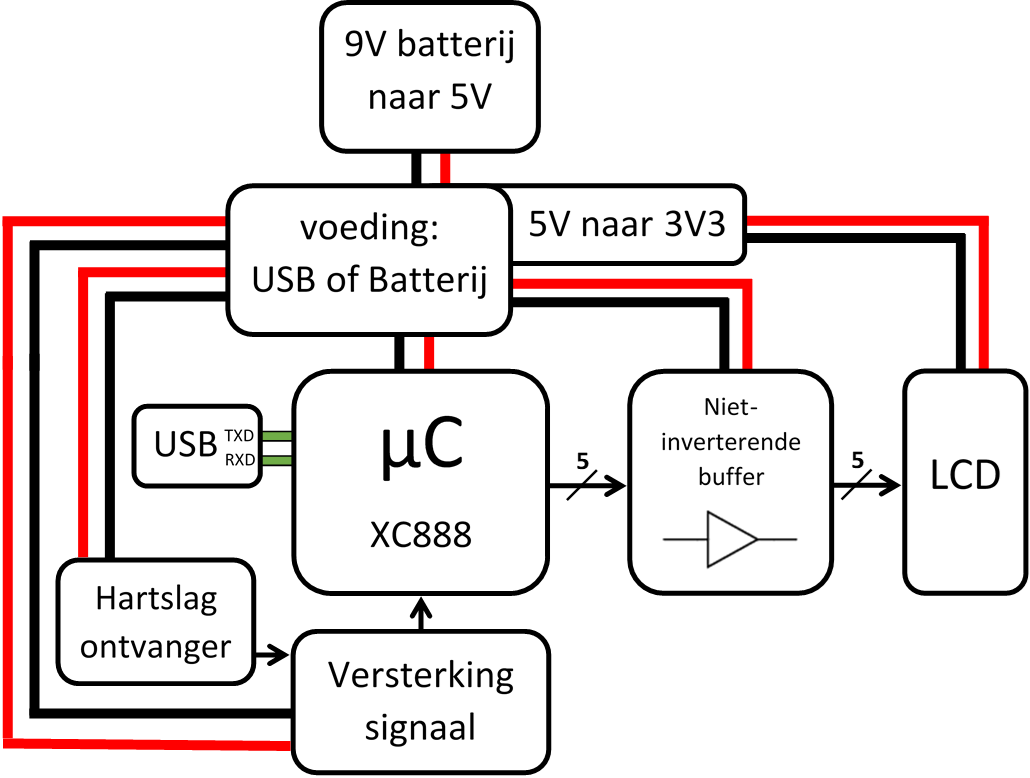 9V batterij
naar 5V
voeding:
USB of Batterij
5V naar 3V3
USB
TXD
RXD
µC
XC888
5
Niet-
inverterende
buffer
5
LCD
Hartslag
ontvanger
Versterking
signaal